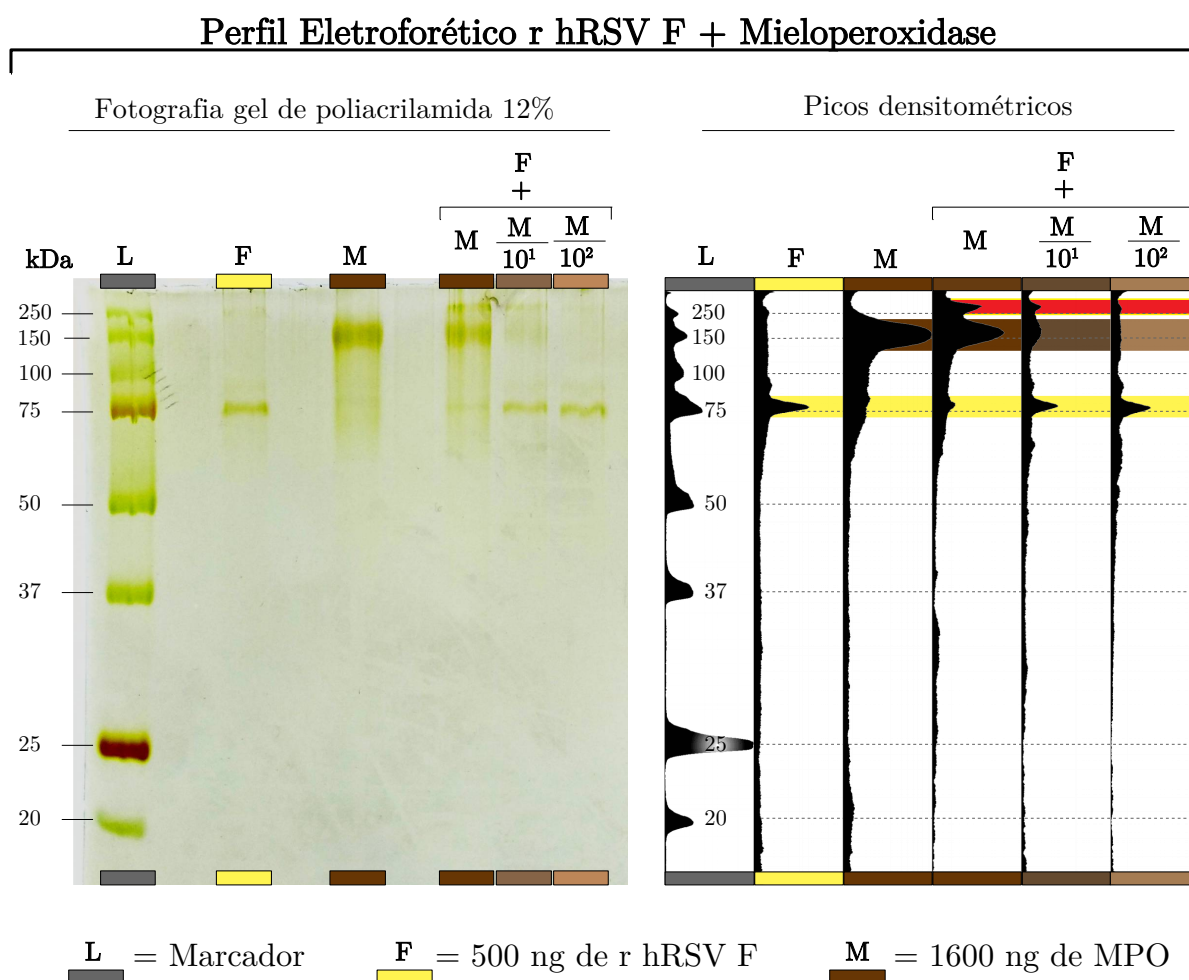 Perfil Eletroforético r hRSV F + Mieloperoxidase
Fotografia gel de poliacrilamida 12%
F
+
M
M
M
10¹
10²
kDa
L
F
M
250
150
100
75
50
37
25
20
Picos densitométricos
F
+
M
M
M
10¹
10²
L
F
M
250
150
100
75
50
37
25
20
L = Marcador
F = 500 ng de r hRSV F
M = 1600 ng de MPO